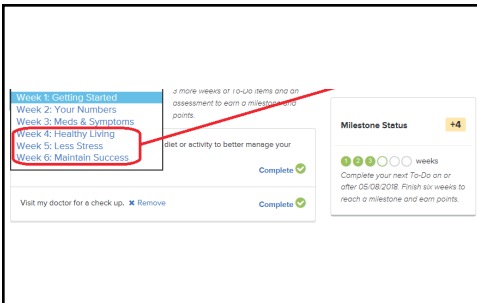 3 more weeks of To-Do items and an
assessment to earn a milestone and
points.
Week 1: Getting Started
Week 2: Your Numbers
Week 3: Meds & Symptoms
Week 4: Healthy Living
Week 5: Less Stress
Week 6: Maintain Success
diet or activity to better manage your
Complete
Visit my doctor for a check up. ✖ Remove
Complete
Milestone Status +4
1 2 3 weeks
Complete your next To-Do on or
after 05/08/2018. Finish six weeks to
reach a milestone and earn points.